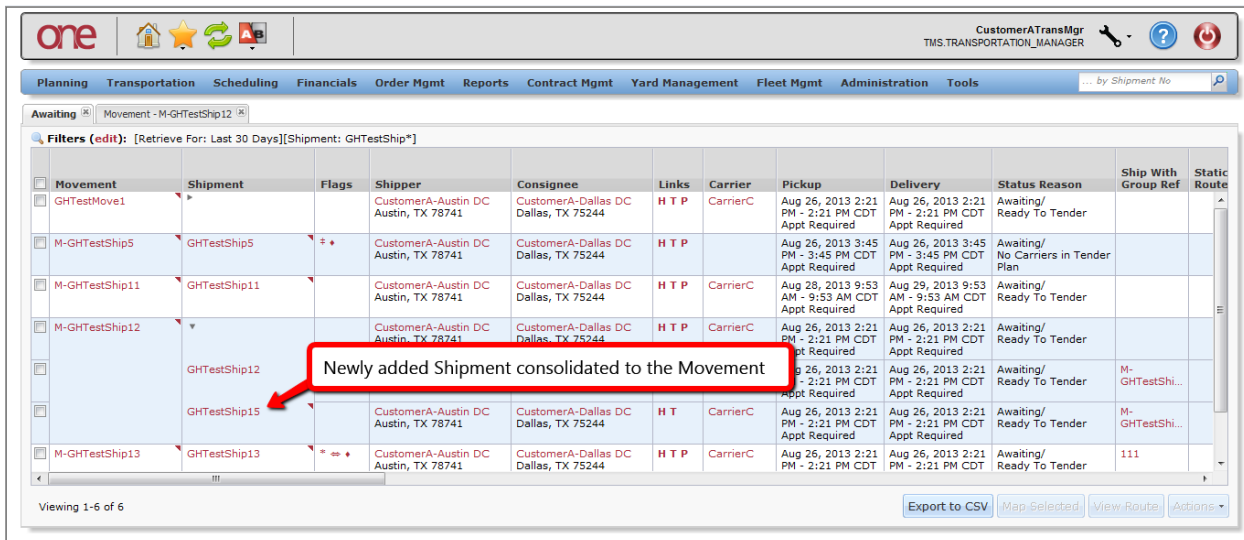 one
AB
CustomerATransMgr
TMS.TRANSPORTATION_MANAGER
?
Planning Transportation Scheduling Financials Order Mgmt Reports Contract Mgmt Yard Management Fleet Mgmt Administration Tools ... by Shipment No
Awaiting Movement - M-GHTestShip12
Filters (edit): [Retrieve For: Last 30 Days][Shipment: GHTestShip*]
Ship With Static
Movement Shipment Flags Shipper Consignee Links Carrier Pickup Delivery Status Reason Group Ref Route
GHTestMove1 CustomerA-Austin DC CustomerA-Dallas DC H T P CarrierC Aug 26, 2013 2:21 Aug 26, 2013 2:21 Awaiting/
Austin, TX 78741 Dallas, TX 75244 PM - 2:21 PM CDT PM - 2:21 PM CDT Ready To Tender
Appt Required Appt Required
M-GHTestShip5 GHTestShip5 CustomerA-Austin DC CustomerA-Dallas DC H T P Aug 26, 2013 3:45 Aug 26, 2013 3:45 Awaiting/
Austin, TX 78741 Dallas, TX 75244 PM - 3:45 PM CDT PM - 3:45 PM CDT No Carriers in Tender
Appt Required Appt Required Plan
M-GHTestShip11 GHTestShip11 CustomerA-Austin DC CustomerA-Dallas DC H T P CarrierC Aug 28, 2013 9:53 Aug 29, 2013 9:53 Awaiting/
Austin, TX 78741 Dallas, TX 75244 AM - 9:53 AM CDT AM - 9:53 AM CDT Ready To Tender
Appt Required Appt Required
M-GHTestShip12 CustomerA-Austin DC CustomerA-Dallas DC H T P CarrierC Aug 26, 2013 2:21 Aug 26, 2013 2:21 Awaiting/
Austin, TX 78741 Dallas, TX 75244 PM - 2:21 PM CDT PM - 2:21 PM CDT Ready To Tender
Appt Required
GHTestShip12 Newly added Shipment consolidated to the Movement 26, 2013 2:21 Aug 26, 2013 2:21 Awaiting/ M-
- 2:21 PM CDT PM - 2:21 PM CDT Ready To Tender GHTestShi...
Appt Required Appt Required
GHTestShip15 CustomerA-Austin DC CustomerA-Dallas DC H T CarrierC Aug 26, 2013 2:21 Aug 26, 2013 2:21 Awaiting/ M-
Austin, TX 78741 Dallas, TX 75244 PM - 2:21 PM CDT PM - 2:21 PM CDT Ready To Tender GHTestShi...
Appt Required Appt Required
M-GHTestShip13 GHTestShip13 * CustomerA-Austin DC CustomerA-Dallas DC H T P CarrierC Aug 26, 2013 2:21 Aug 26, 2013 2:21 Awaiting/ 111
Austin, TX 78741 Dallas, TX 75244 PM - 2:21 PM CDT PM - 2:21 PM CDT Ready To Tender
Viewing 1-6 of 6 Export to CSV Map Selected View Route Actions